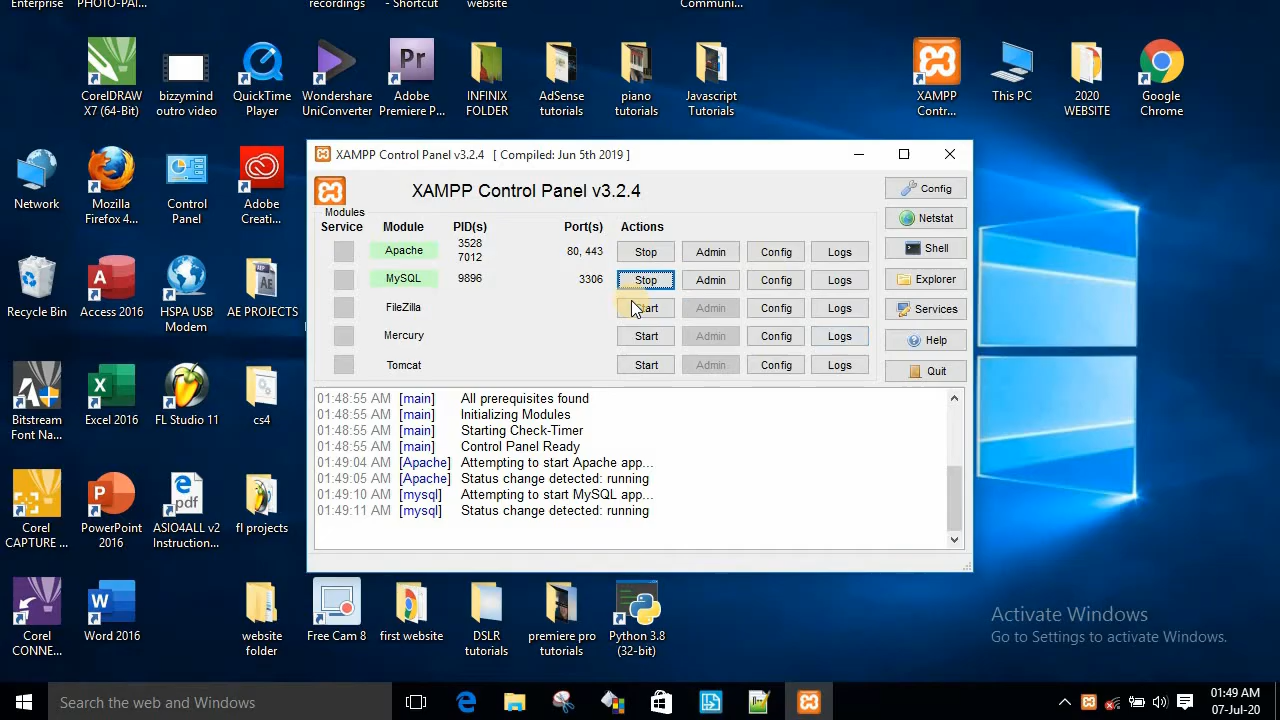 Enterprise
PHOTO-PAI...
recordings
- Shortcut
website
Communi...
CorelDRAW
X7 (64-Bit)
bizzymind
outro video
QuickTime
Player
Wondershare
UniConverter
Pr
Adobe
Premiere P...
INFINIX
FOLDER
AdSense
tutorials
piano
tutorials
Javascript
Tutorials
XAMPP
Contr...
This PC
2020
WEBSITE
Google
Chrome
Network
Mozilla
Firefox 4...
Control
Panel
Adobe
Creati...
Recycle Bin
Access 2016
HSPA USB
Modem
AE PROJECTS
Bitstream
Font Na...
Excel 2016
FL Studio 11
cs4
Corel
CAPTURE ...
PowerPoint
2016
pdf
ASIO4ALL v2
Instruction...
fl projects
Corel
CONNE...
Word 2016
website
folder
Free Cam 8
first website
DSLR
tutorials
premiere pro
tutorials
Python 3.8
(32-bit)
XAMPP Control Panel v3.2.4 [ Compiled: Jun 5th 2019 ]
XAMPP Control Panel v3.2.4
Config
Netstat
Shell
Explorer
Services
Help
Quit
Modules
Service Module PID(s) Port(s) Actions
Apache 3528
7012 80, 443 Stop Admin Config Logs
MySQL 9896 3306 Stop Admin Config Logs
FileZilla Start Admin Config Logs
Mercury Start Admin Config Logs
Tomcat Start Admin Config Logs
01:48:55 AM [main] All prerequisites found
01:48:55 AM [main] Initializing Modules
01:48:55 AM [main] Starting Check-Timer
01:48:55 AM [main] Control Panel Ready
01:49:04 AM [Apache] Attempting to start Apache app...
01:49:05 AM [Apache] Status change detected: running
01:49:10 AM [mysql] Attempting to start MySQL app...
01:49:11 AM [mysql] Status change detected: running
Activate Windows
Go to Settings to activate Windows.
Search the web and Windows
01:49 AM
07-Jul-20